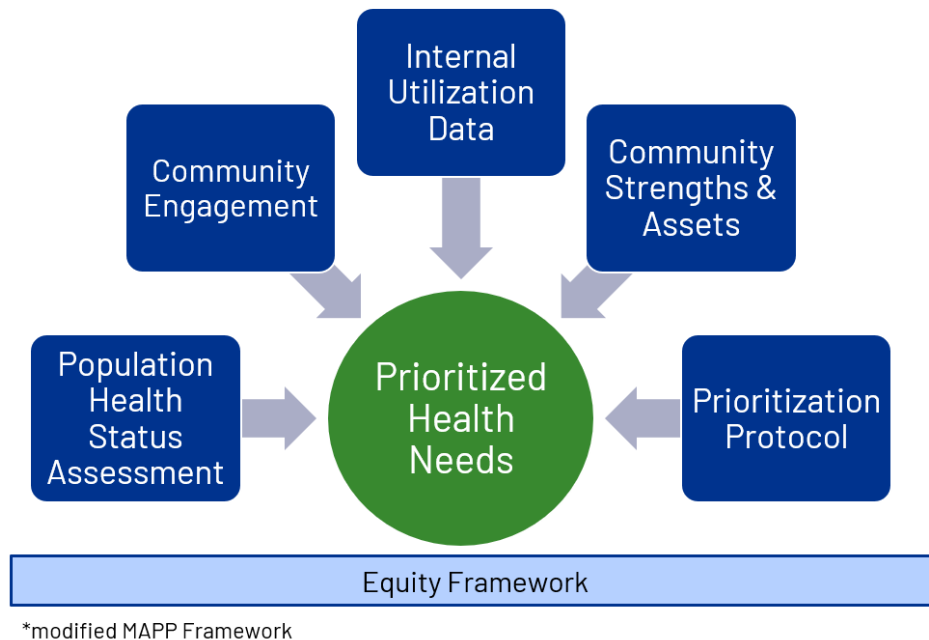 Internal
Utilization
Data
Community
Engagement
Community
Strengths &
Assets
Population
Health
Status
Assessment
Prioritized
Health
Needs
Prioritization
Protocol
Equity Framework
*modified MAPP Framework